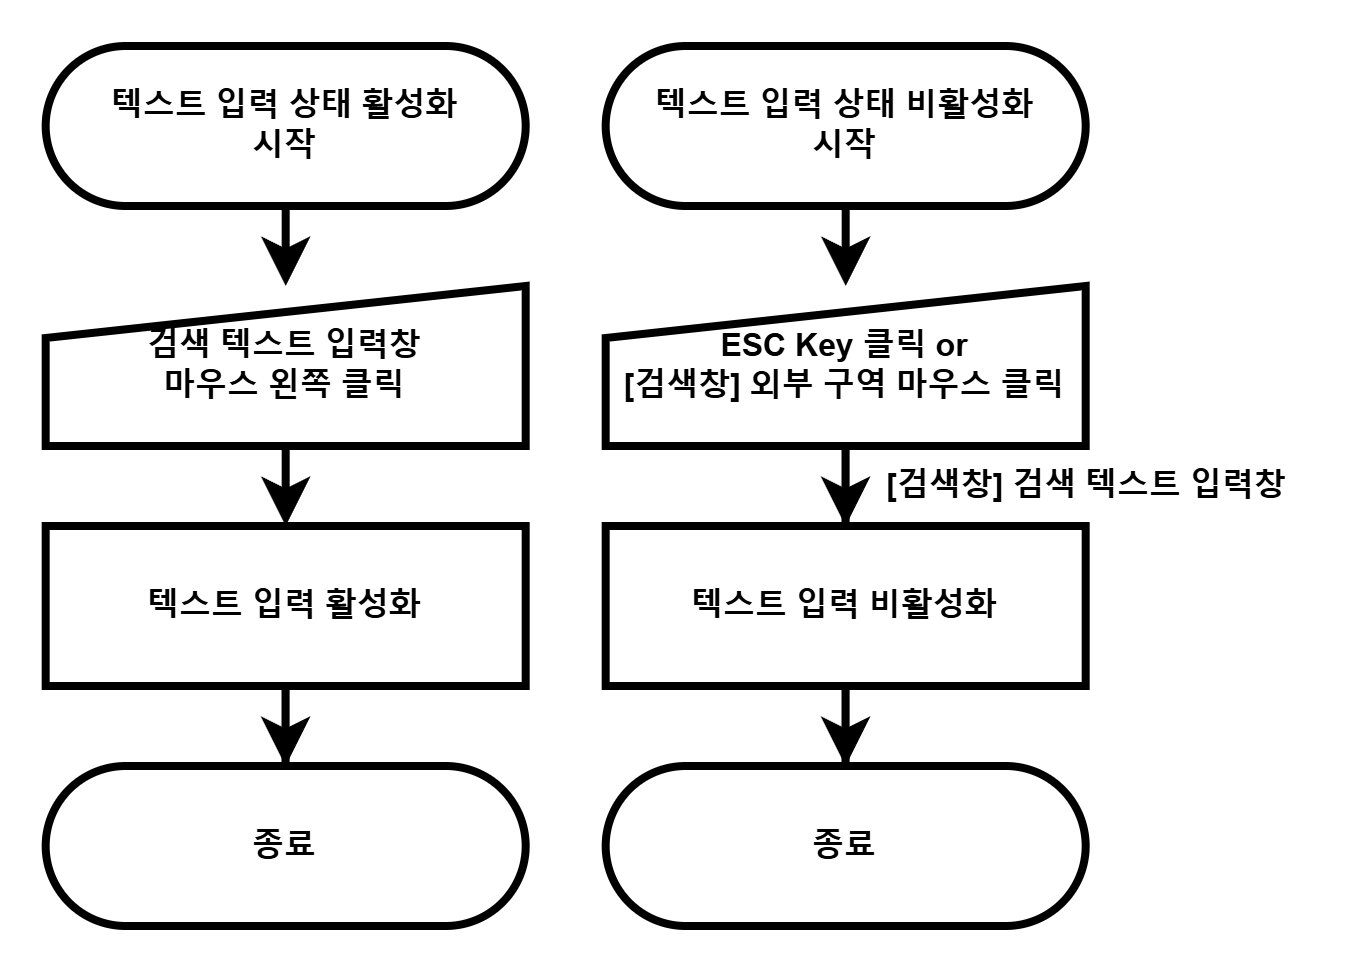 텍스트 입력 상태 활성화
시작
검색 텍스트 입력창
마우스 왼쪽 클릭
텍스트 입력 활성화
종료
텍스트 입력 상태 비활성화
시작
ESC Key 클릭 or
[검색창] 외부 구역 마우스 클릭
[검색창] 검색 텍스트 입력창
텍스트 입력 비활성화
종료